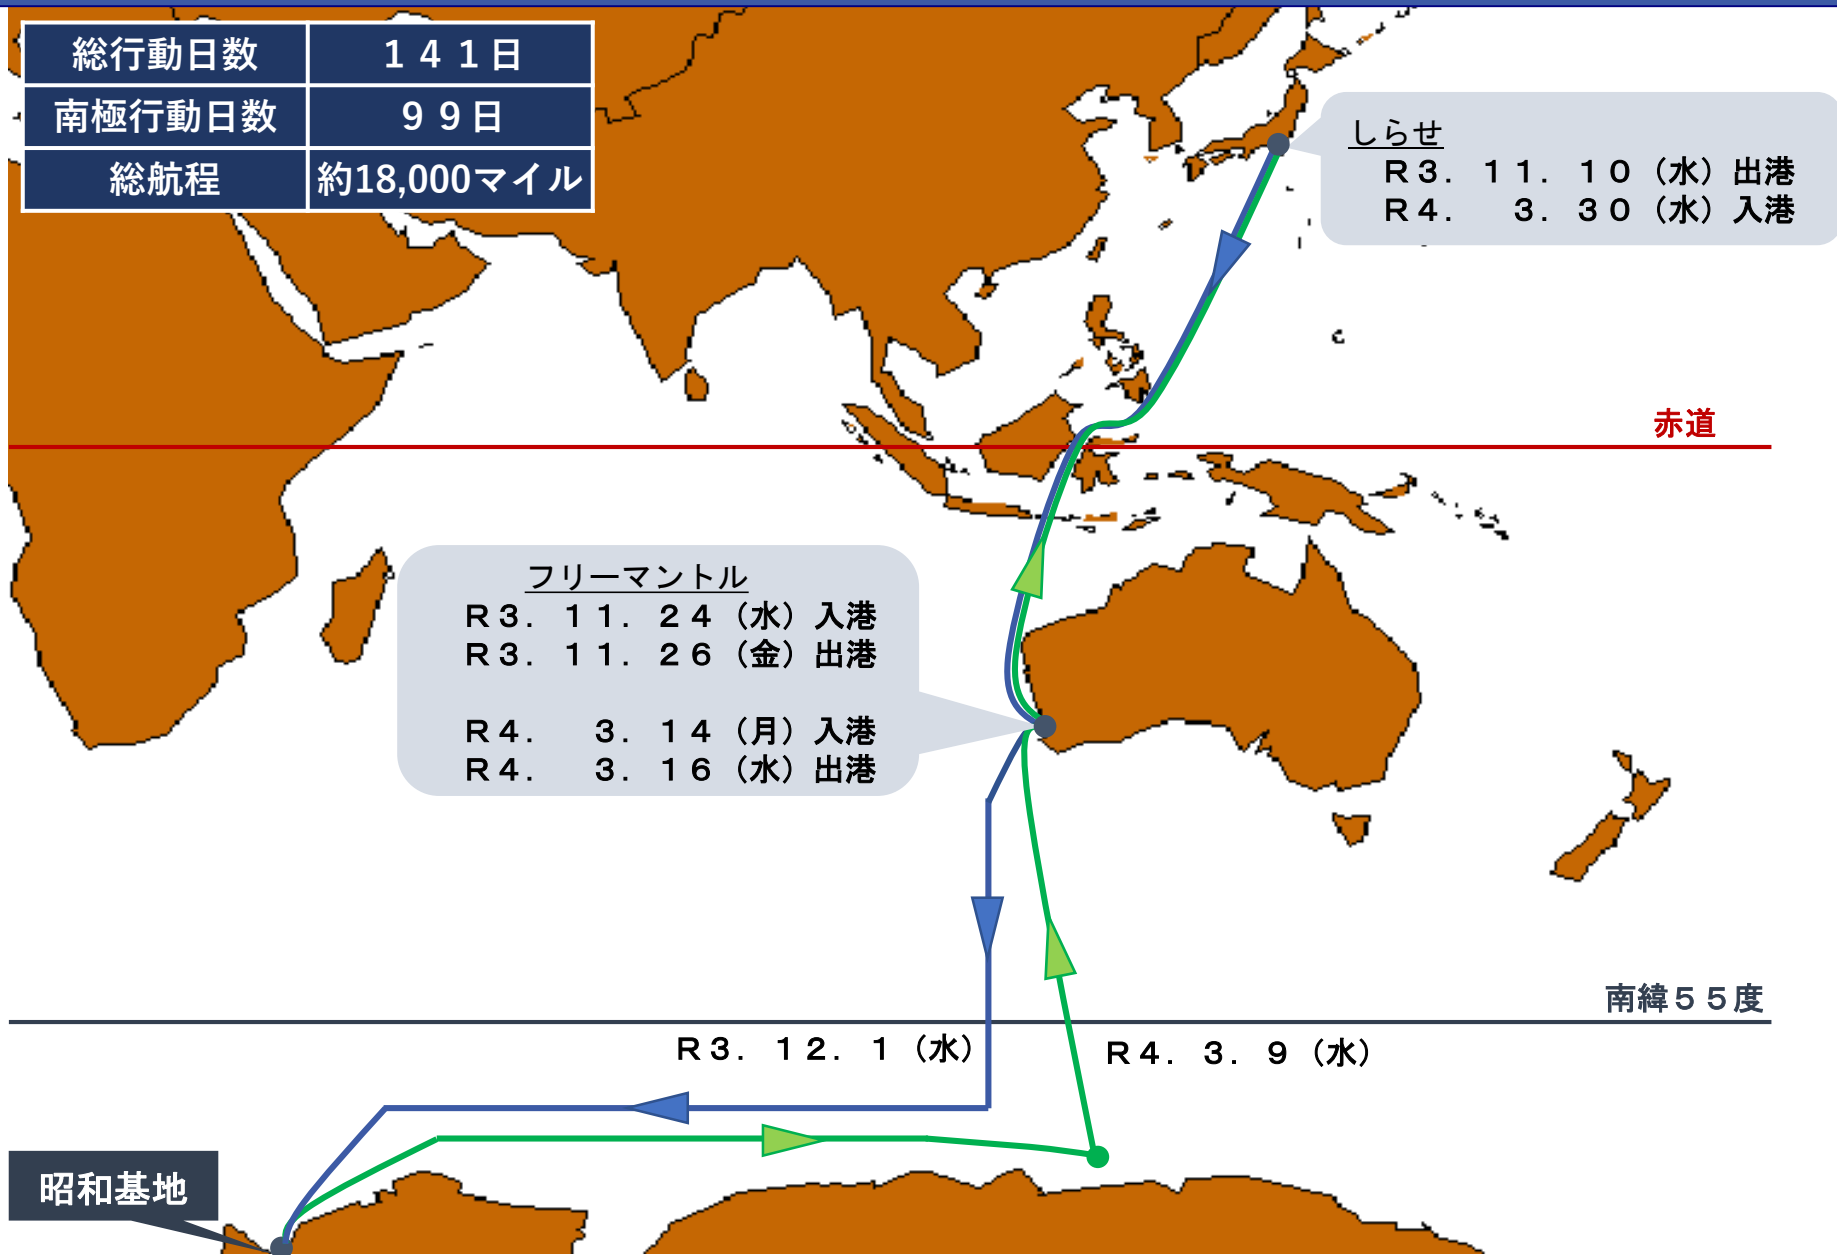 総行動日数 １４１日
南極行動日数 ９９日
総航程 約18,000マイル
しらせ
Ｒ３．１１．１０（水）出港
Ｒ４．　３．３０（水）入港
赤道
フリーマントル
Ｒ３．１１．２４（水）入港
Ｒ３．１１．２６（金）出港
Ｒ４．　３．１４（月）入港
Ｒ４．　３．１６（水）出港
南緯５５度
Ｒ３．１２．１（水）
Ｒ４．３．９（水）
昭和基地